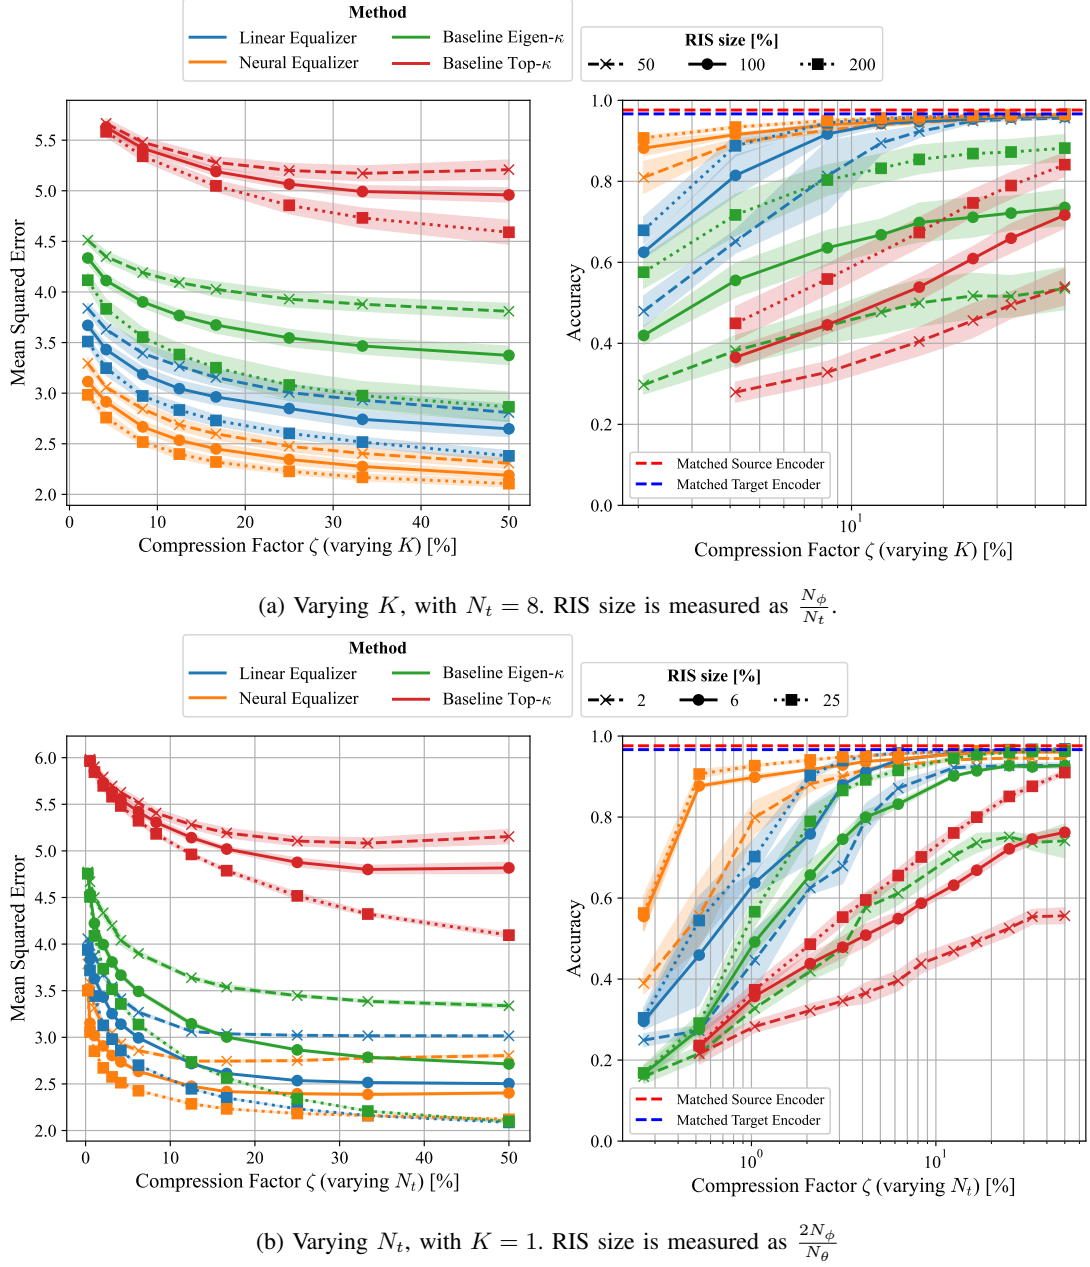 Method
Linear Equalizer
Neural Equalizer
Baseline Eigen-κ
Baseline Top-κ
RIS size [%]
50
100
200
Mean Squared Error
5.5
5.0
4.5
4.0
3.5
3.0
2.5
2.0
0
10
20
30
40
50
Compression Factor ζ (varying K) [%]
Accuracy
1.0
0.8
0.6
0.4
0.2
0.0
Matched Source Encoder
Matched Target Encoder
10¹
Compression Factor ζ (varying K) [%]
(a) Varying K, with N_t = 8. RIS size is measured as N_ϕ/N_t.
Method
Linear Equalizer
Neural Equalizer
Baseline Eigen-κ
Baseline Top-κ
RIS size [%]
2
6
25
Mean Squared Error
6.0
5.5
5.0
4.5
4.0
3.5
3.0
2.5
2.0
0
10
20
30
40
50
Compression Factor ζ (varying N_t) [%]
Accuracy
1.0
0.8
0.6
0.4
0.2
0.0
Matched Source Encoder
Matched Target Encoder
10⁰
10¹
Compression Factor ζ (varying N_t) [%]
(b) Varying N_t, with K = 1. RIS size is measured as 2N_ϕ/N_θ